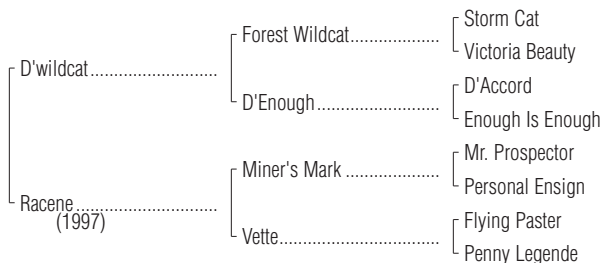 Storm Cat
Forest Wildcat....................
Victoria Beauty
D'wildcat............................
D'Accord
D'Enough...........................
Enough Is Enough
Mr. Prospector
Miner's Mark .....................
Personal Ensign
Racene ...............................
(1997)
Flying Paster
Vette...................................
Penny Legende